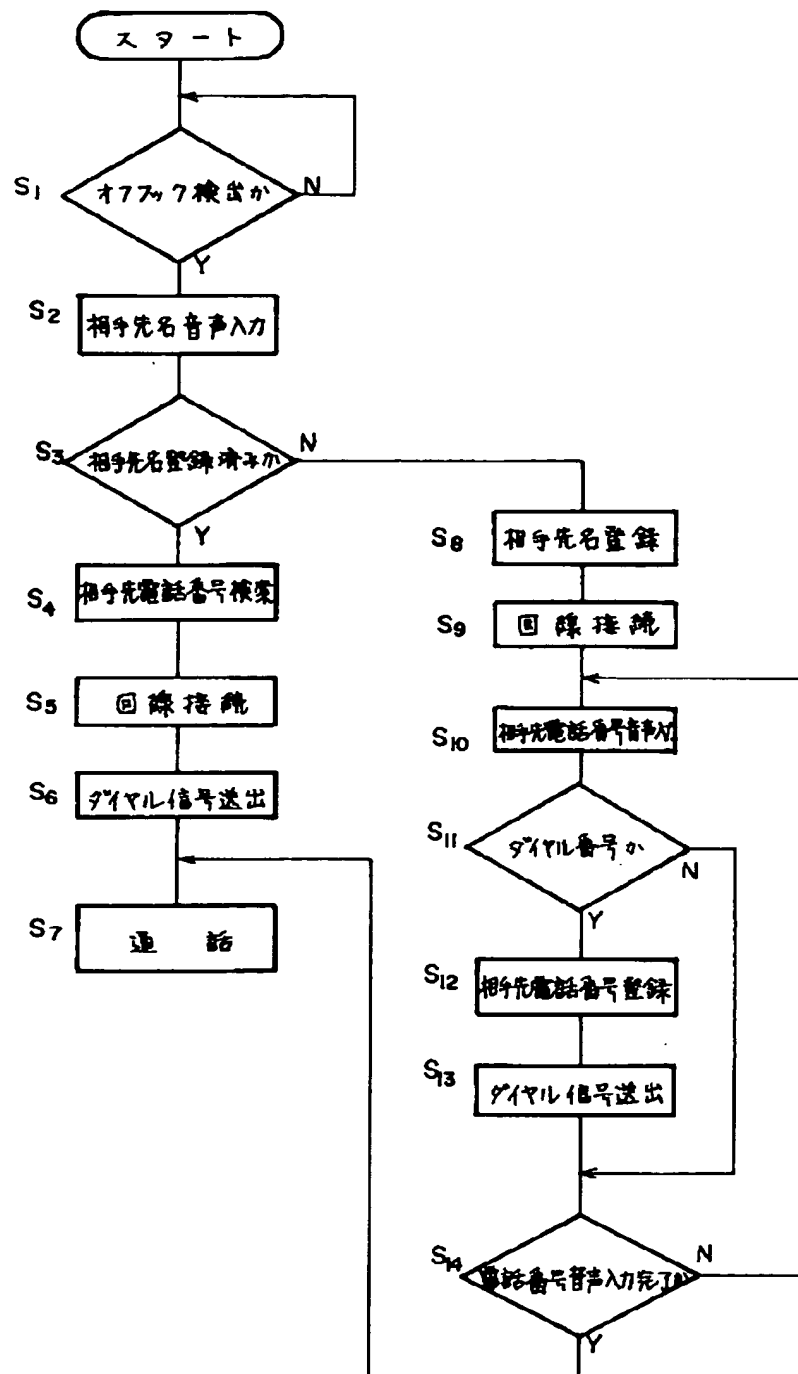 スタート
S1 オフフック検出か N
Y
S2 相手先名音声入力
S3 相手先名登録済みか N
Y
S4 相手先電話番号検索
S5 回線接続
S6 ダイヤル信号送出
S7 通話
S8 相手先名登録
S9 回線接続
S10 相手先電話番号音声入
S11 ダイヤル番号か N
Y
S12 相手先電話番号登録
S13 ダイヤル信号送出
S14 電話番号音声入力完了か N
Y